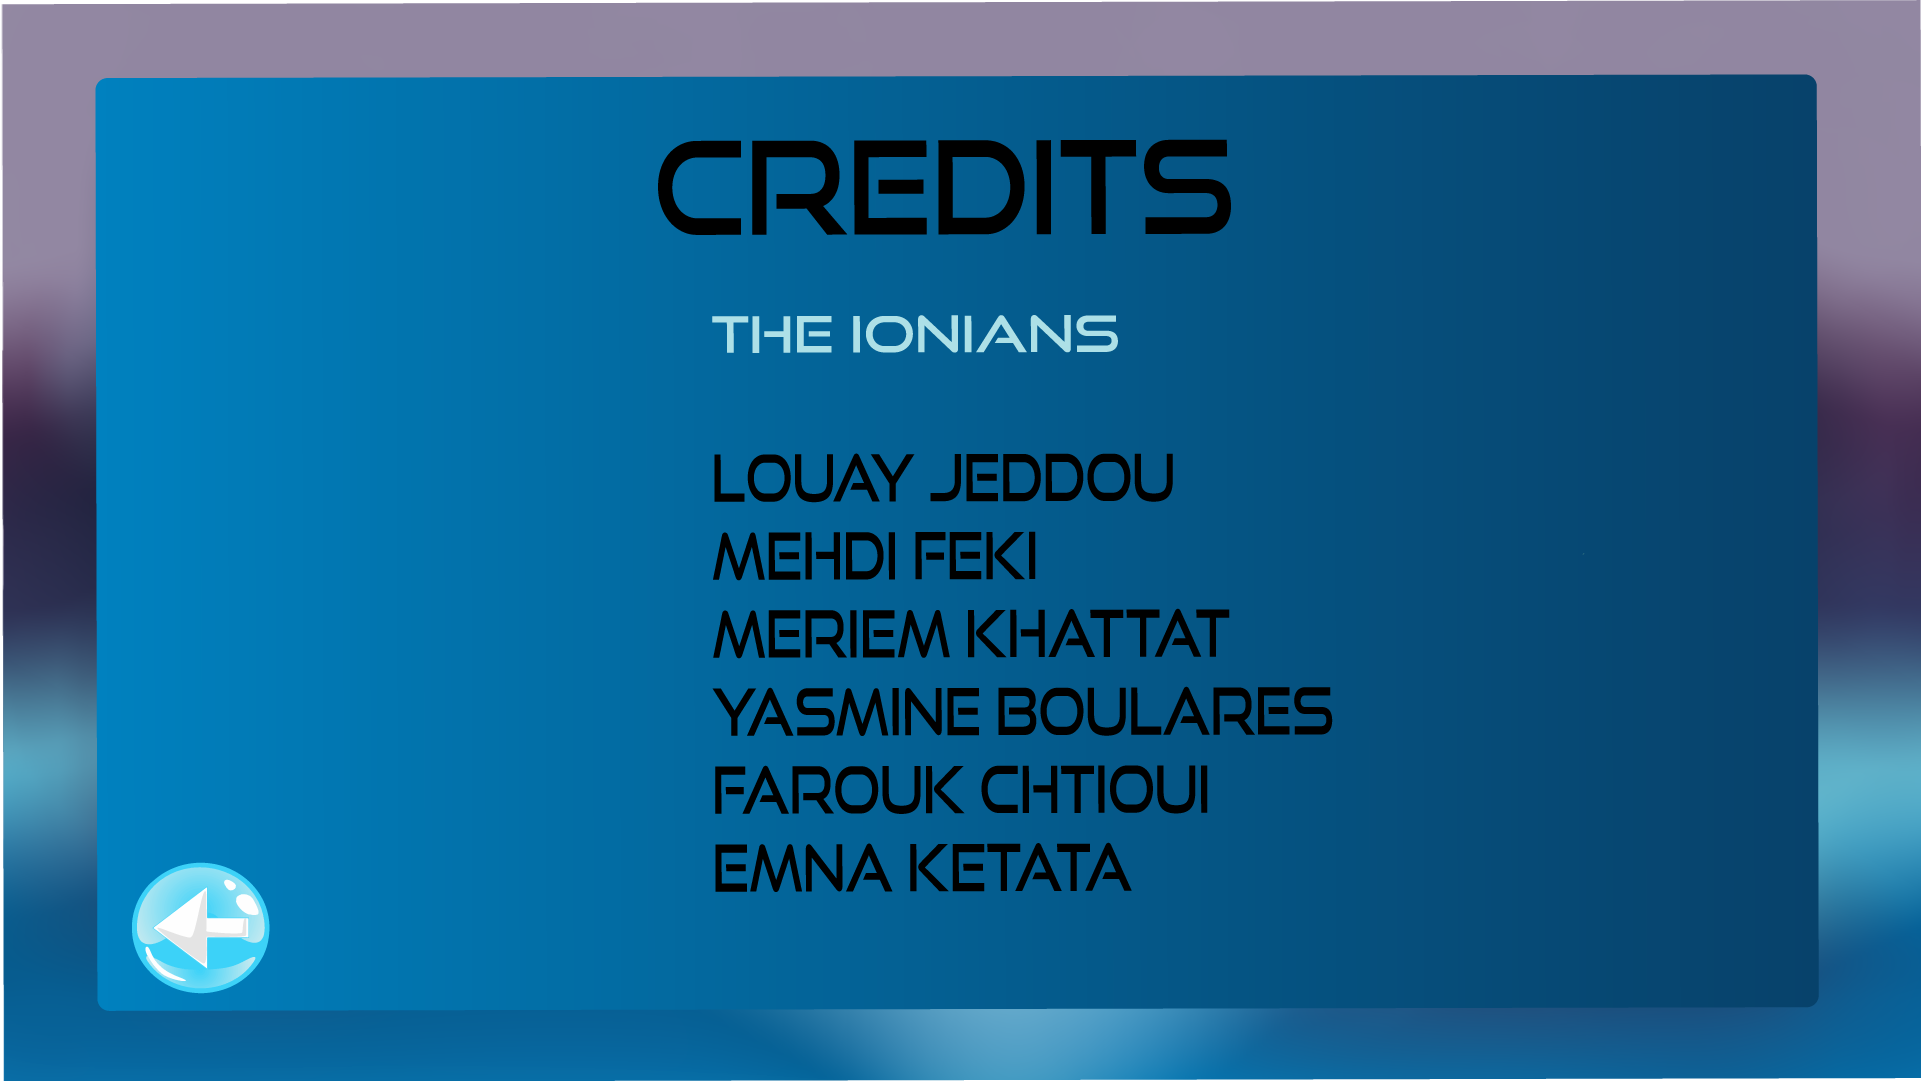 CREDITS
THE IONIANS
LOUAY JEDDOU
MEHDI FEKI
MERIEM KHATTAT
YASMINE BOULARES
FAROUK CHTIOUI
EMNA KETATA